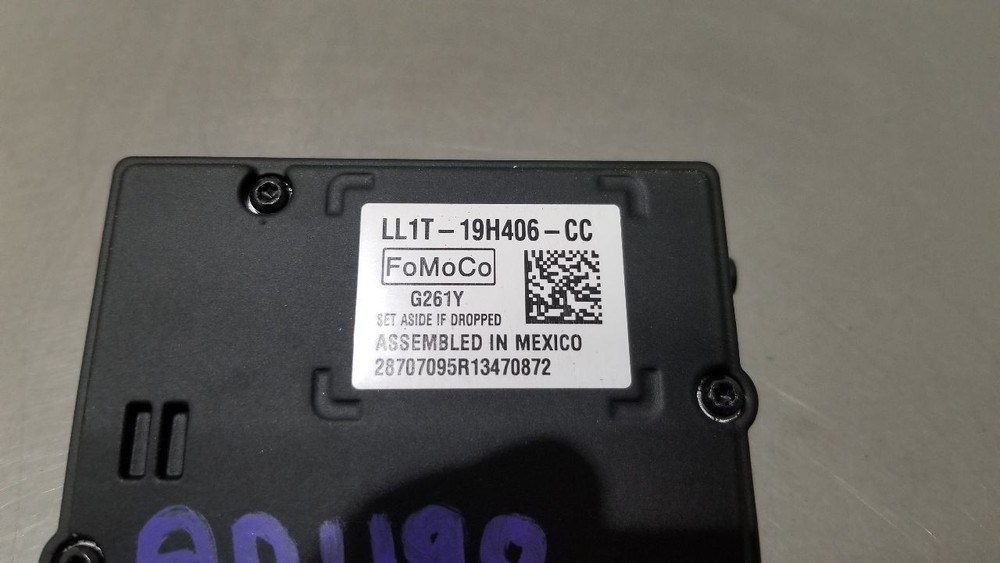 LL1T-19H406-CC
FoMoCo
G261Y
SET ASIDE IF DROPPED
ASSEMBLED IN MEXICO
28707095R13470872